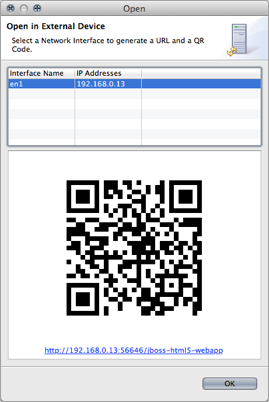 Open
Open in External Device
Select a Network Interface to generate a URL and a QR
Code.
Interface Name IP Addresses
en1 192.168.0.13
http://192.168.0.13:56646/jboss-html5-webapp
OK